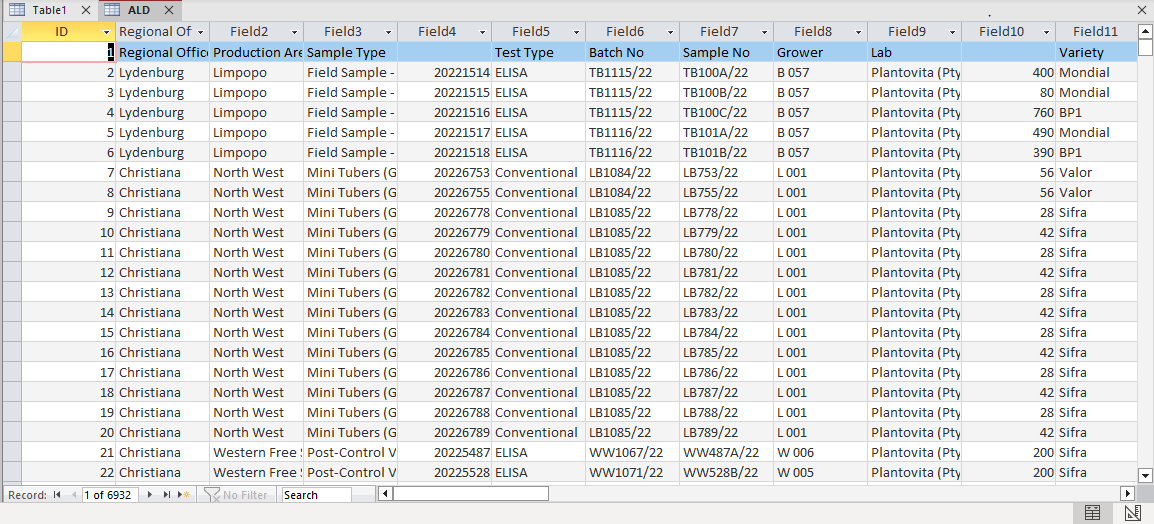 Table1 ALD
ID Regional Of Field2 Field3 Field4 Field5 Field6 Field7 Field8 Field9 Field10 Field11
1 Regional Office Production Are Sample Type Test Type Batch No Sample No Grower Lab Variety
2 Lydenburg Limpopo Field Sample - 20221514 ELISA TB1115/22 TB100A/22 B 057 Plantovita (Pty 400 Mondial
3 Lydenburg Limpopo Field Sample - 20221515 ELISA TB1115/22 TB100B/22 B 057 Plantovita (Pty 80 Mondial
4 Lydenburg Limpopo Field Sample - 20221516 ELISA TB1115/22 TB100C/22 B 057 Plantovita (Pty 760 BP1
5 Lydenburg Limpopo Field Sample - 20221517 ELISA TB1116/22 TB101A/22 B 057 Plantovita (Pty 490 Mondial
6 Lydenburg Limpopo Field Sample - 20221518 ELISA TB1116/22 TB101B/22 B 057 Plantovita (Pty 390 BP1
7 Christiana North West Mini Tubers (G 20226753 Conventional LB1084/22 LB753/22 L 001 Plantovita (Pty 56 Valor
8 Christiana North West Mini Tubers (G 20226755 Conventional LB1084/22 LB755/22 L 001 Plantovita (Pty 56 Valor
9 Christiana North West Mini Tubers (G 20226778 Conventional LB1085/22 LB778/22 L 001 Plantovita (Pty 28 Sifra
10 Christiana North West Mini Tubers (G 20226779 Conventional LB1085/22 LB779/22 L 001 Plantovita (Pty 42 Sifra
11 Christiana North West Mini Tubers (G 20226780 Conventional LB1085/22 LB780/22 L 001 Plantovita (Pty 28 Sifra
12 Christiana North West Mini Tubers (G 20226781 Conventional LB1085/22 LB781/22 L 001 Plantovita (Pty 42 Sifra
13 Christiana North West Mini Tubers (G 20226782 Conventional LB1085/22 LB782/22 L 001 Plantovita (Pty 28 Sifra
14 Christiana North West Mini Tubers (G 20226783 Conventional LB1085/22 LB783/22 L 001 Plantovita (Pty 42 Sifra
15 Christiana North West Mini Tubers (G 20226784 Conventional LB1085/22 LB784/22 L 001 Plantovita (Pty 28 Sifra
16 Christiana North West Mini Tubers (G 20226785 Conventional LB1085/22 LB785/22 L 001 Plantovita (Pty 42 Sifra
17 Christiana North West Mini Tubers (G 20226786 Conventional LB1085/22 LB786/22 L 001 Plantovita (Pty 28 Sifra
18 Christiana North West Mini Tubers (G 20226787 Conventional LB1085/22 LB787/22 L 001 Plantovita (Pty 42 Sifra
19 Christiana North West Mini Tubers (G 20226788 Conventional LB1085/22 LB788/22 L 001 Plantovita (Pty 28 Sifra
20 Christiana North West Mini Tubers (G 20226789 Conventional LB1085/22 LB789/22 L 001 Plantovita (Pty 42 Sifra
21 Christiana Western Free S Post-Control V 20225487 ELISA WW1067/22 WW487A/22 W 006 Plantovita (Pty 200 Sifra
22 Christiana Western Free S Post-Control V 20225528 ELISA WW1071/22 WW528B/22 W 005 Plantovita (Pty 200 Sifra
Record: 1 of 6932 No Filter Search